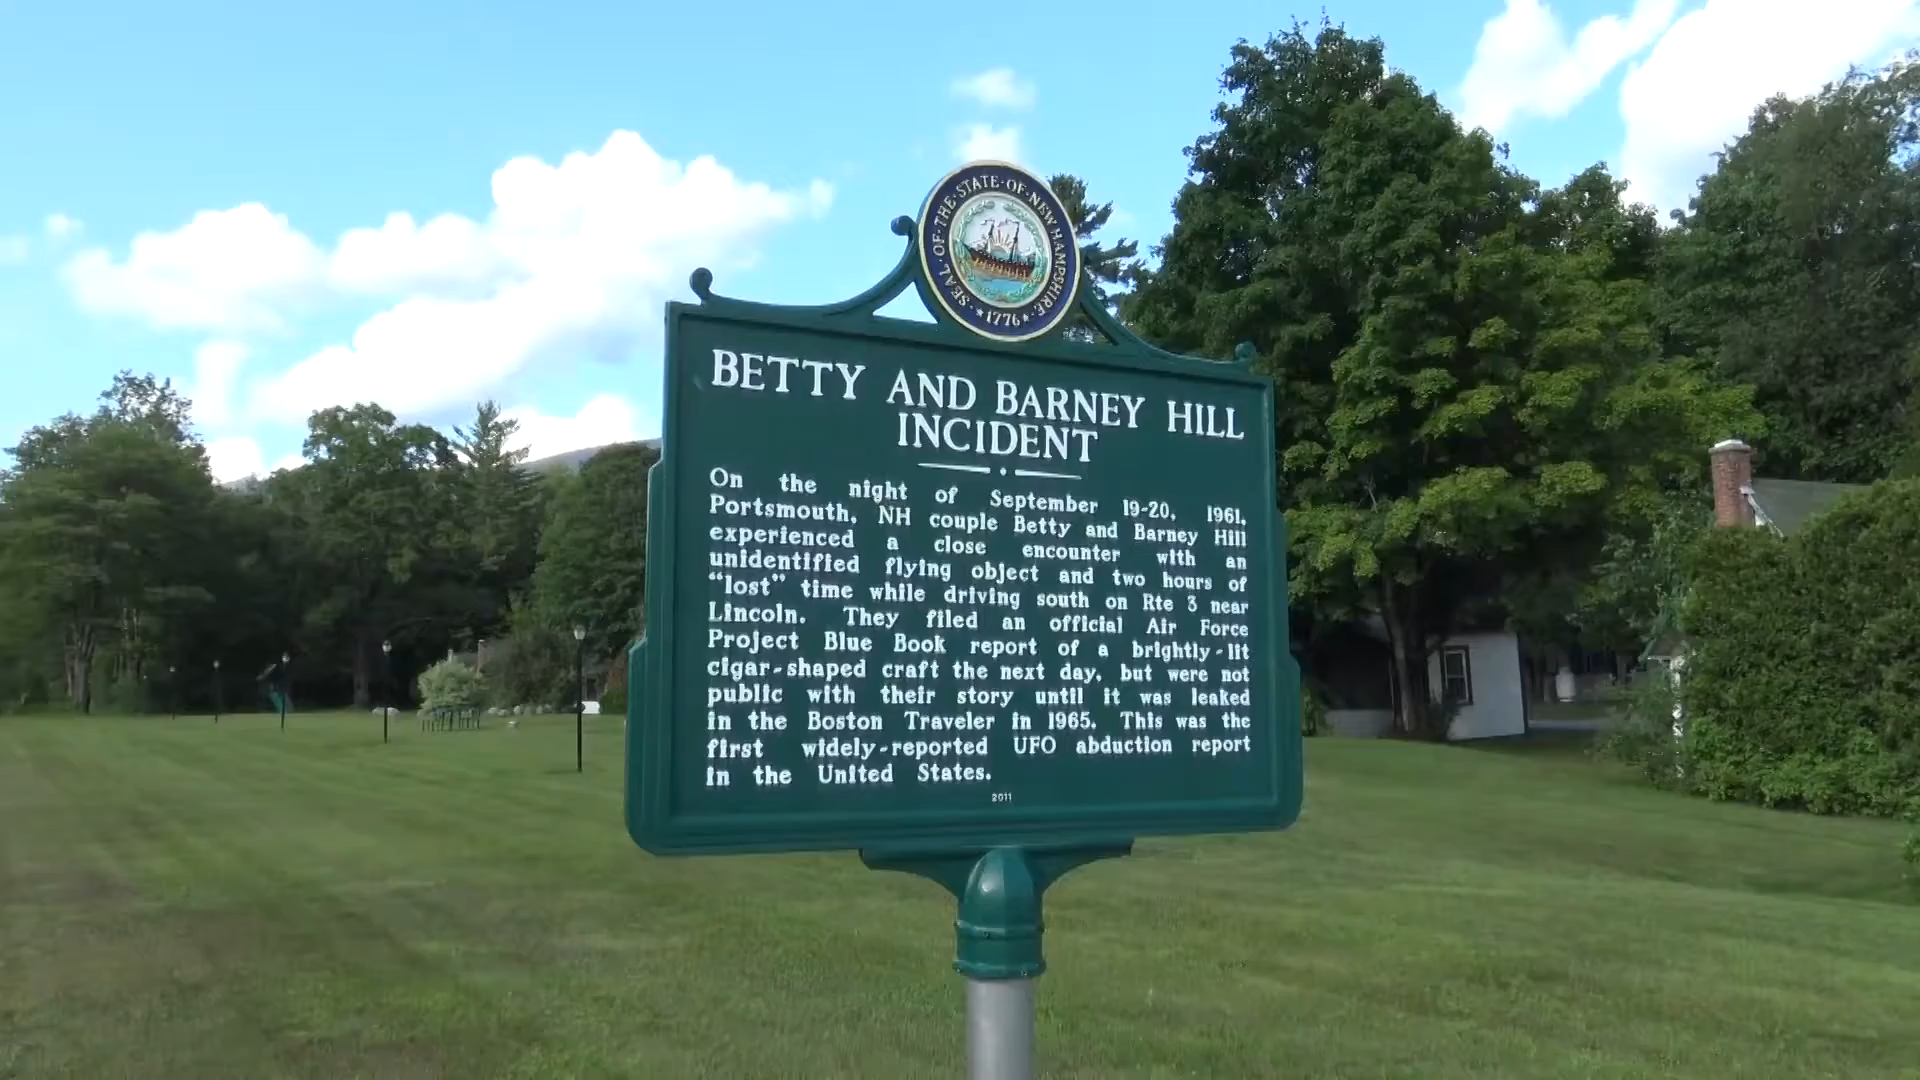 SEAL·OF·THE·STATE·OF·NEW HAMPSHIRE·
*1776*
BETTY AND BARNEY HILL
INCIDENT
On the night of September 19-20, 1961,
Portsmouth, NH couple Betty and Barney Hill
experienced a close encounter with an
unidentified flying object and two hours of
“lost” time while driving south on Rte 3 near
Lincoln. They filed an official Air Force
Project Blue Book report of a brightly-lit
cigar-shaped craft the next day, but were not
public with their story until it was leaked
in the Boston Traveler in 1965. This was the
first widely-reported UFO abduction report
in the United States.
2011